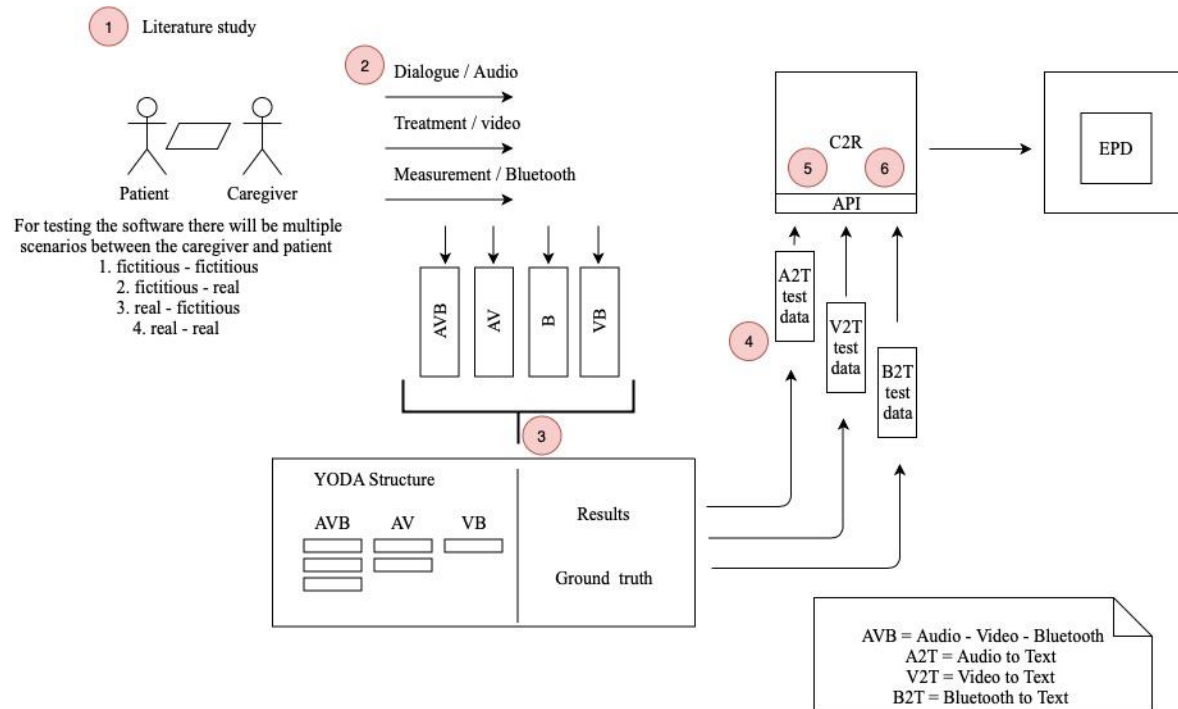 1 Literature study
2
Dialogue / Audio
Treatment / video
Measurement / Bluetooth
Patient
Caregiver
For testing the software there will be multiple
scenarios between the caregiver and patient
1. fictitious - fictitious
2. fictitious - real
3. real - fictitious
4. real - real
AVB
AV
B
VB
3
YODA Structure
AVB
AV
VB
Results
Ground truth
C2R
5
6
API
EPD
4
A2T
test
data
V2T
test
data
B2T
test
data
AVB = Audio - Video - Bluetooth
A2T = Audio to Text
V2T = Video to Text
B2T = Bluetooth to Text